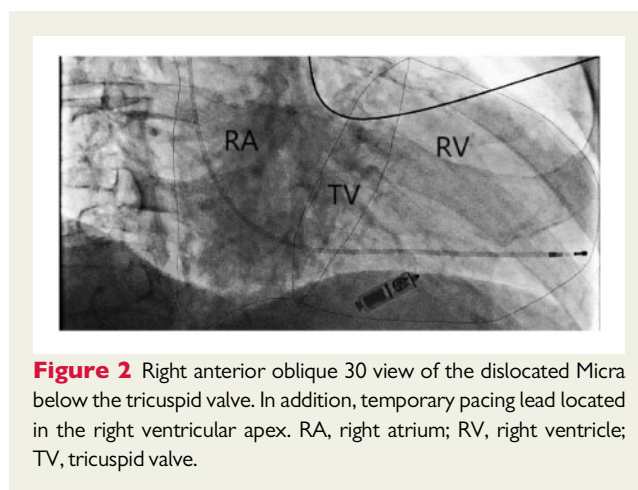 RA
RV
TV
Figure 2 Right anterior oblique 30 view of the dislocated Micra
below the tricuspid valve. In addition, temporary pacing lead located
in the right ventricular apex. RA, right atrium; RV, right ventricle;
TV, tricuspid valve.